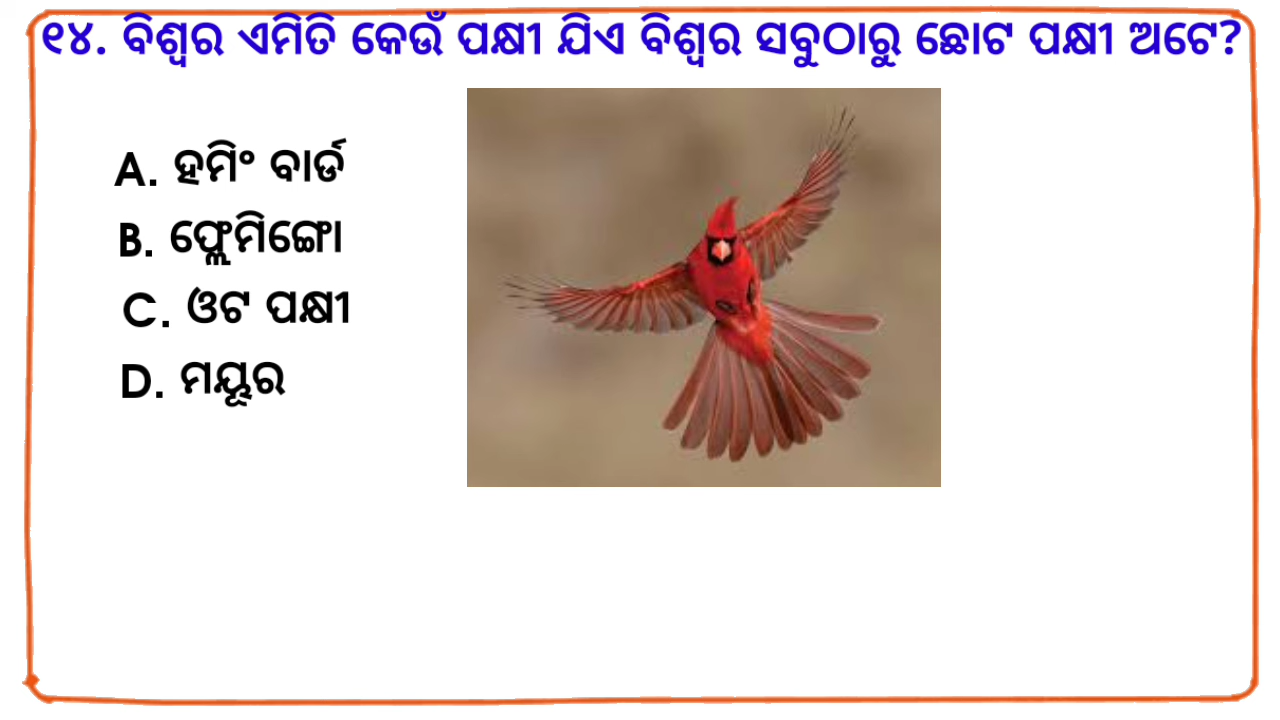 ୧୪. ବିଶ୍ୱର ଏମିତି କେଉଁ ପକ୍ଷୀ ଯିଏ ବିଶ୍ୱର ସବୁଠାରୁ ଛୋଟ ପକ୍ଷୀ ଅଟେ?
A. ହମିଂ ବାର୍ଡ
B. ଫ୍ଲେମିଙ୍ଗୋ
C. ଓଟ ପକ୍ଷୀ
D. ମୟୂର